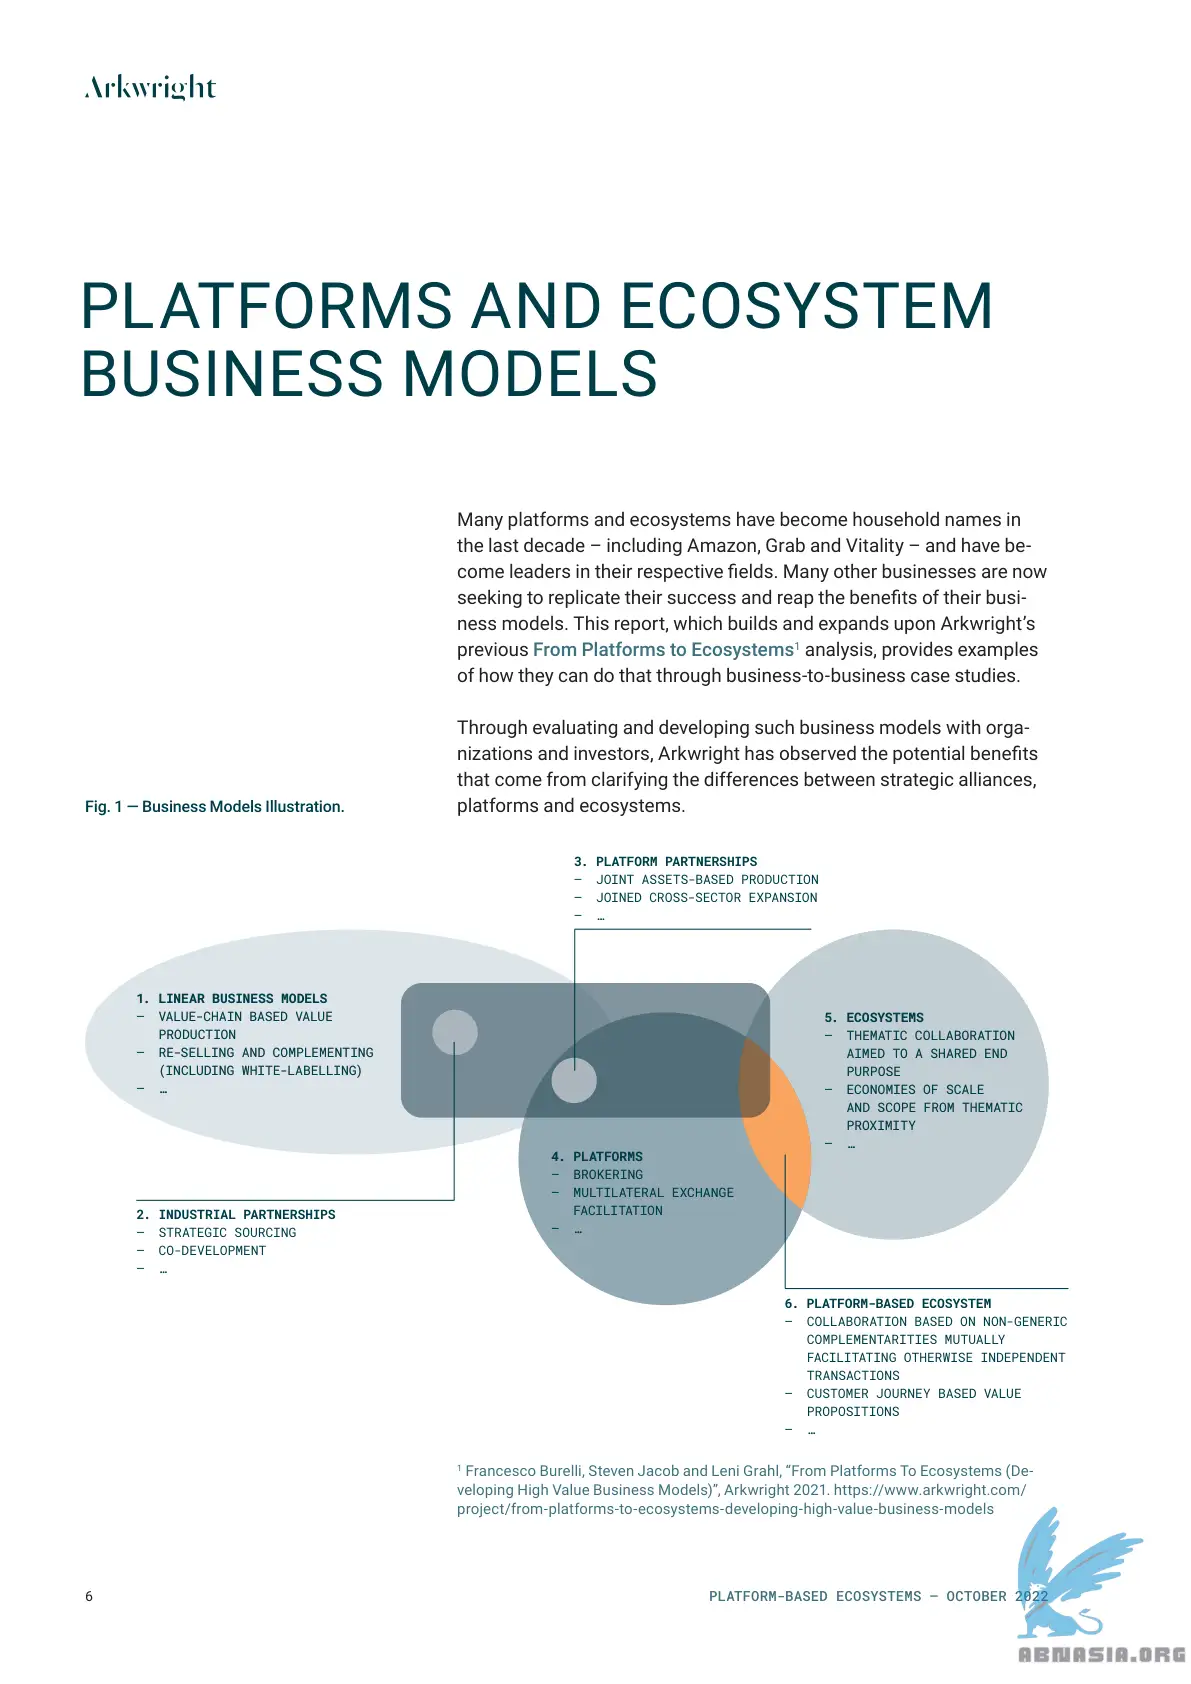 Arkwright
PLATFORMS AND ECOSYSTEM
BUSINESS MODELS
Many platforms and ecosystems have become household names in
the last decade – including Amazon, Grab and Vitality – and have be-
come leaders in their respective fields. Many other businesses are now
seeking to replicate their success and reap the benefits of their busi-
ness models. This report, which builds and expands upon Arkwright’s
previous From Platforms to Ecosystems¹ analysis, provides examples
of how they can do that through business-to-business case studies.
Through evaluating and developing such business models with orga-
nizations and investors, Arkwright has observed the potential benefits
that come from clarifying the differences between strategic alliances,
platforms and ecosystems.
Fig. 1 — Business Models Illustration.
3. PLATFORM PARTNERSHIPS
– JOINT ASSETS-BASED PRODUCTION
– JOINED CROSS-SECTOR EXPANSION
– …
1. LINEAR BUSINESS MODELS
– VALUE-CHAIN BASED VALUE
PRODUCTION
– RE-SELLING AND COMPLEMENTING
(INCLUDING WHITE-LABELLING)
– …
5. ECOSYSTEMS
– THEMATIC COLLABORATION
AIMED TO A SHARED END
PURPOSE
– ECONOMIES OF SCALE
AND SCOPE FROM THEMATIC
PROXIMITY
– …
4. PLATFORMS
– BROKERING
– MULTILATERAL EXCHANGE
FACILITATION
– …
2. INDUSTRIAL PARTNERSHIPS
– STRATEGIC SOURCING
– CO-DEVELOPMENT
– …
6. PLATFORM-BASED ECOSYSTEM
– COLLABORATION BASED ON NON-GENERIC
COMPLEMENTARITIES MUTUALLY
FACILITATING OTHERWISE INDEPENDENT
TRANSACTIONS
– CUSTOMER JOURNEY BASED VALUE
PROPOSITIONS
– …
¹ Francesco Burelli, Steven Jacob and Leni Grahl, “From Platforms To Ecosystems (De-
veloping High Value Business Models)”, Arkwright 2021. https://www.arkwright.com/
project/from-platforms-to-ecosystems-developing-high-value-business-models
6
PLATFORM-BASED ECOSYSTEMS — OCTOBER 2022
ABNASIA.ORG